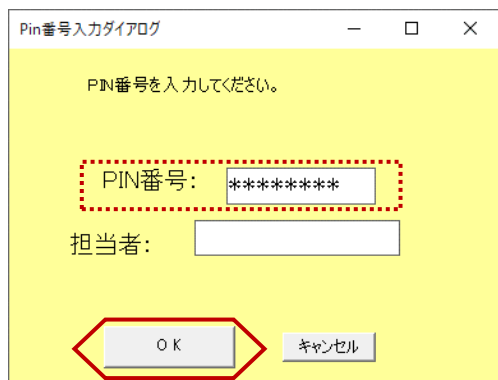 Pin番号入力ダイアログ
PIN番号を入力してください。
PIN番号: ********
担当者:
OK キャンセル